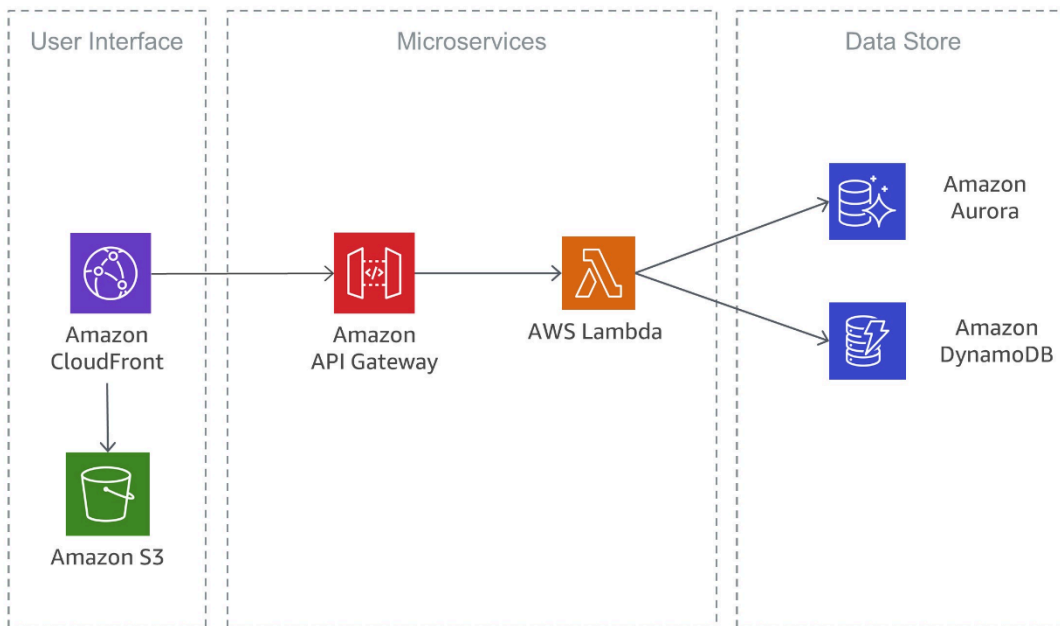 User Interface
Microservices
Data Store
Amazon
CloudFront
Amazon S3
</>
Amazon
API Gateway
AWS Lambda
Amazon
Aurora
Amazon
DynamoDB